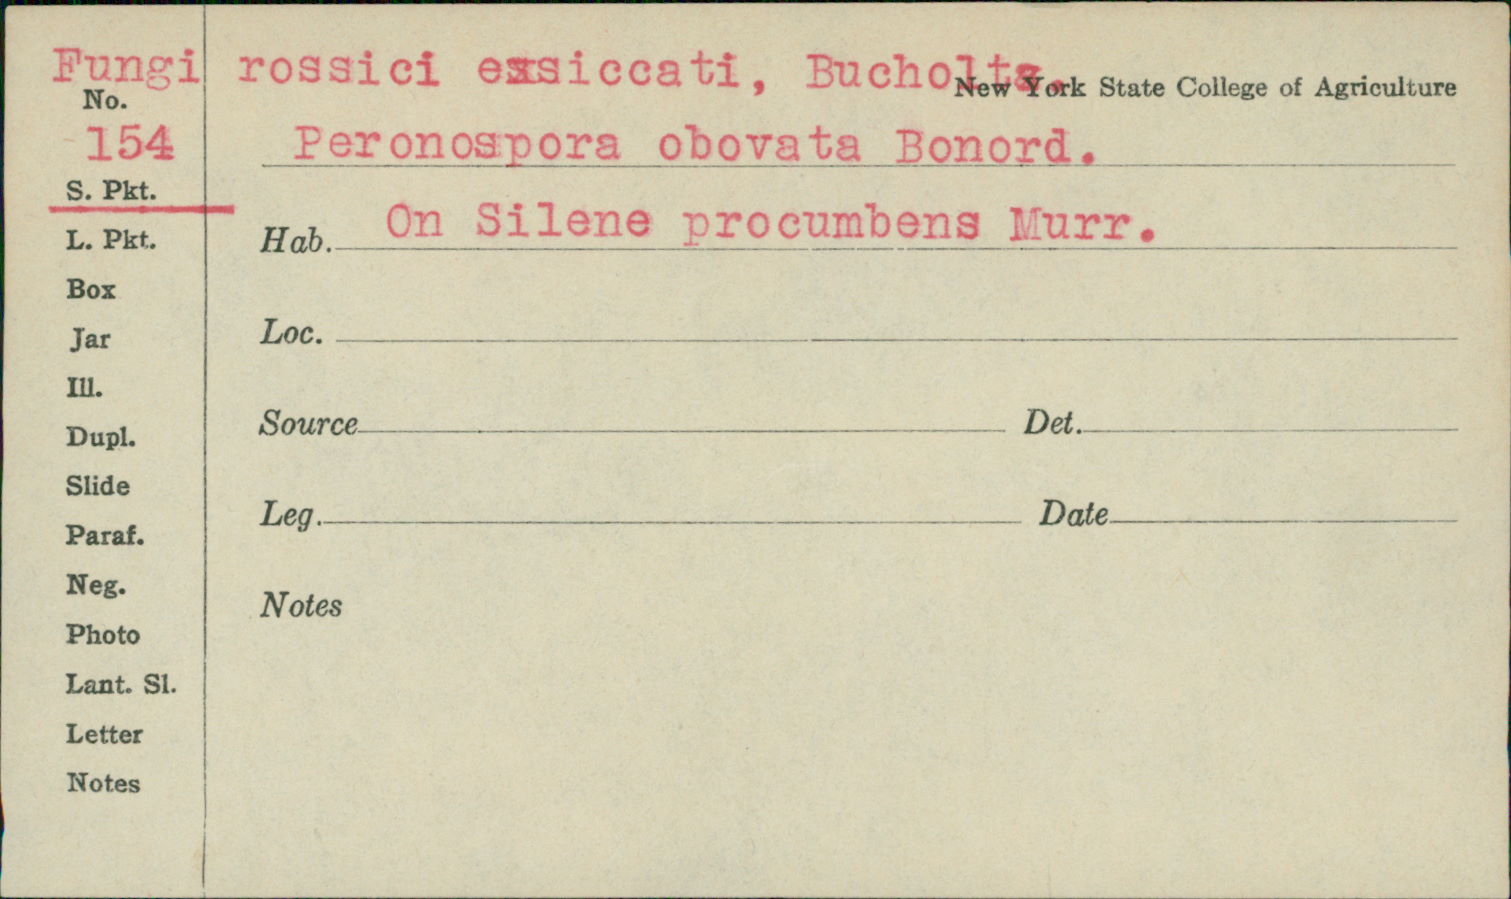 Fungi rossici exsiccati, Bucholtz.
New York State College of Agriculture
No.
154 Peronospora obovata Bonord.
S. Pkt.
Hab. On Silene procumbens Murr.
L. Pkt.
Box
Loc.
Jar
Ill.
Source Det.
Dupl.
Slide
Leg. Date
Paraf.
Neg.
Notes
Photo
Lant. Sl.
Letter
Notes